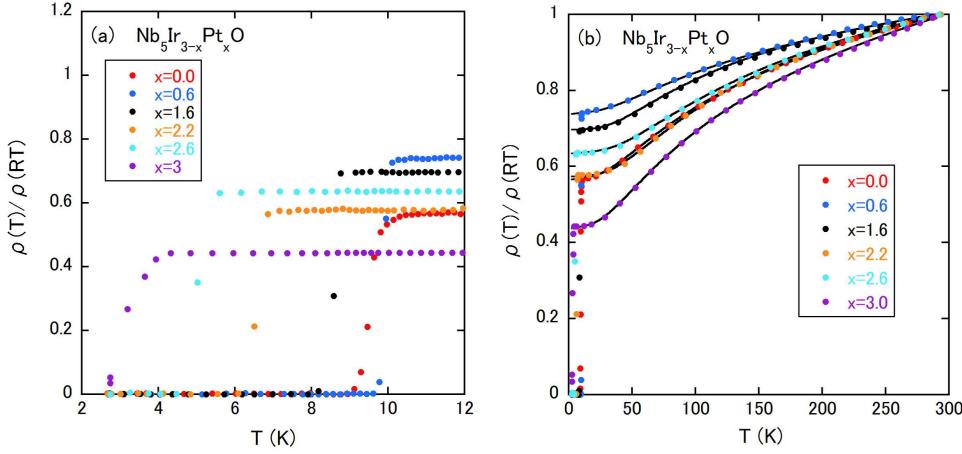 (a) Nb5Ir3-xPtxO
x=0.0
x=0.6
x=1.6
x=2.2
x=2.6
x=3
ρ(T)/ρ(RT)
1.2
1
0.8
0.6
0.4
0.2
0
2 4 6 8 10 12
T (K)
(b) Nb5Ir3-xPtxO
x=0.0
x=0.6
x=1.6
x=2.2
x=2.6
x=3.0
ρ(T)/ρ(RT)
1
0.8
0.6
0.4
0.2
0
0 50 100 150 200 250 300
T (K)